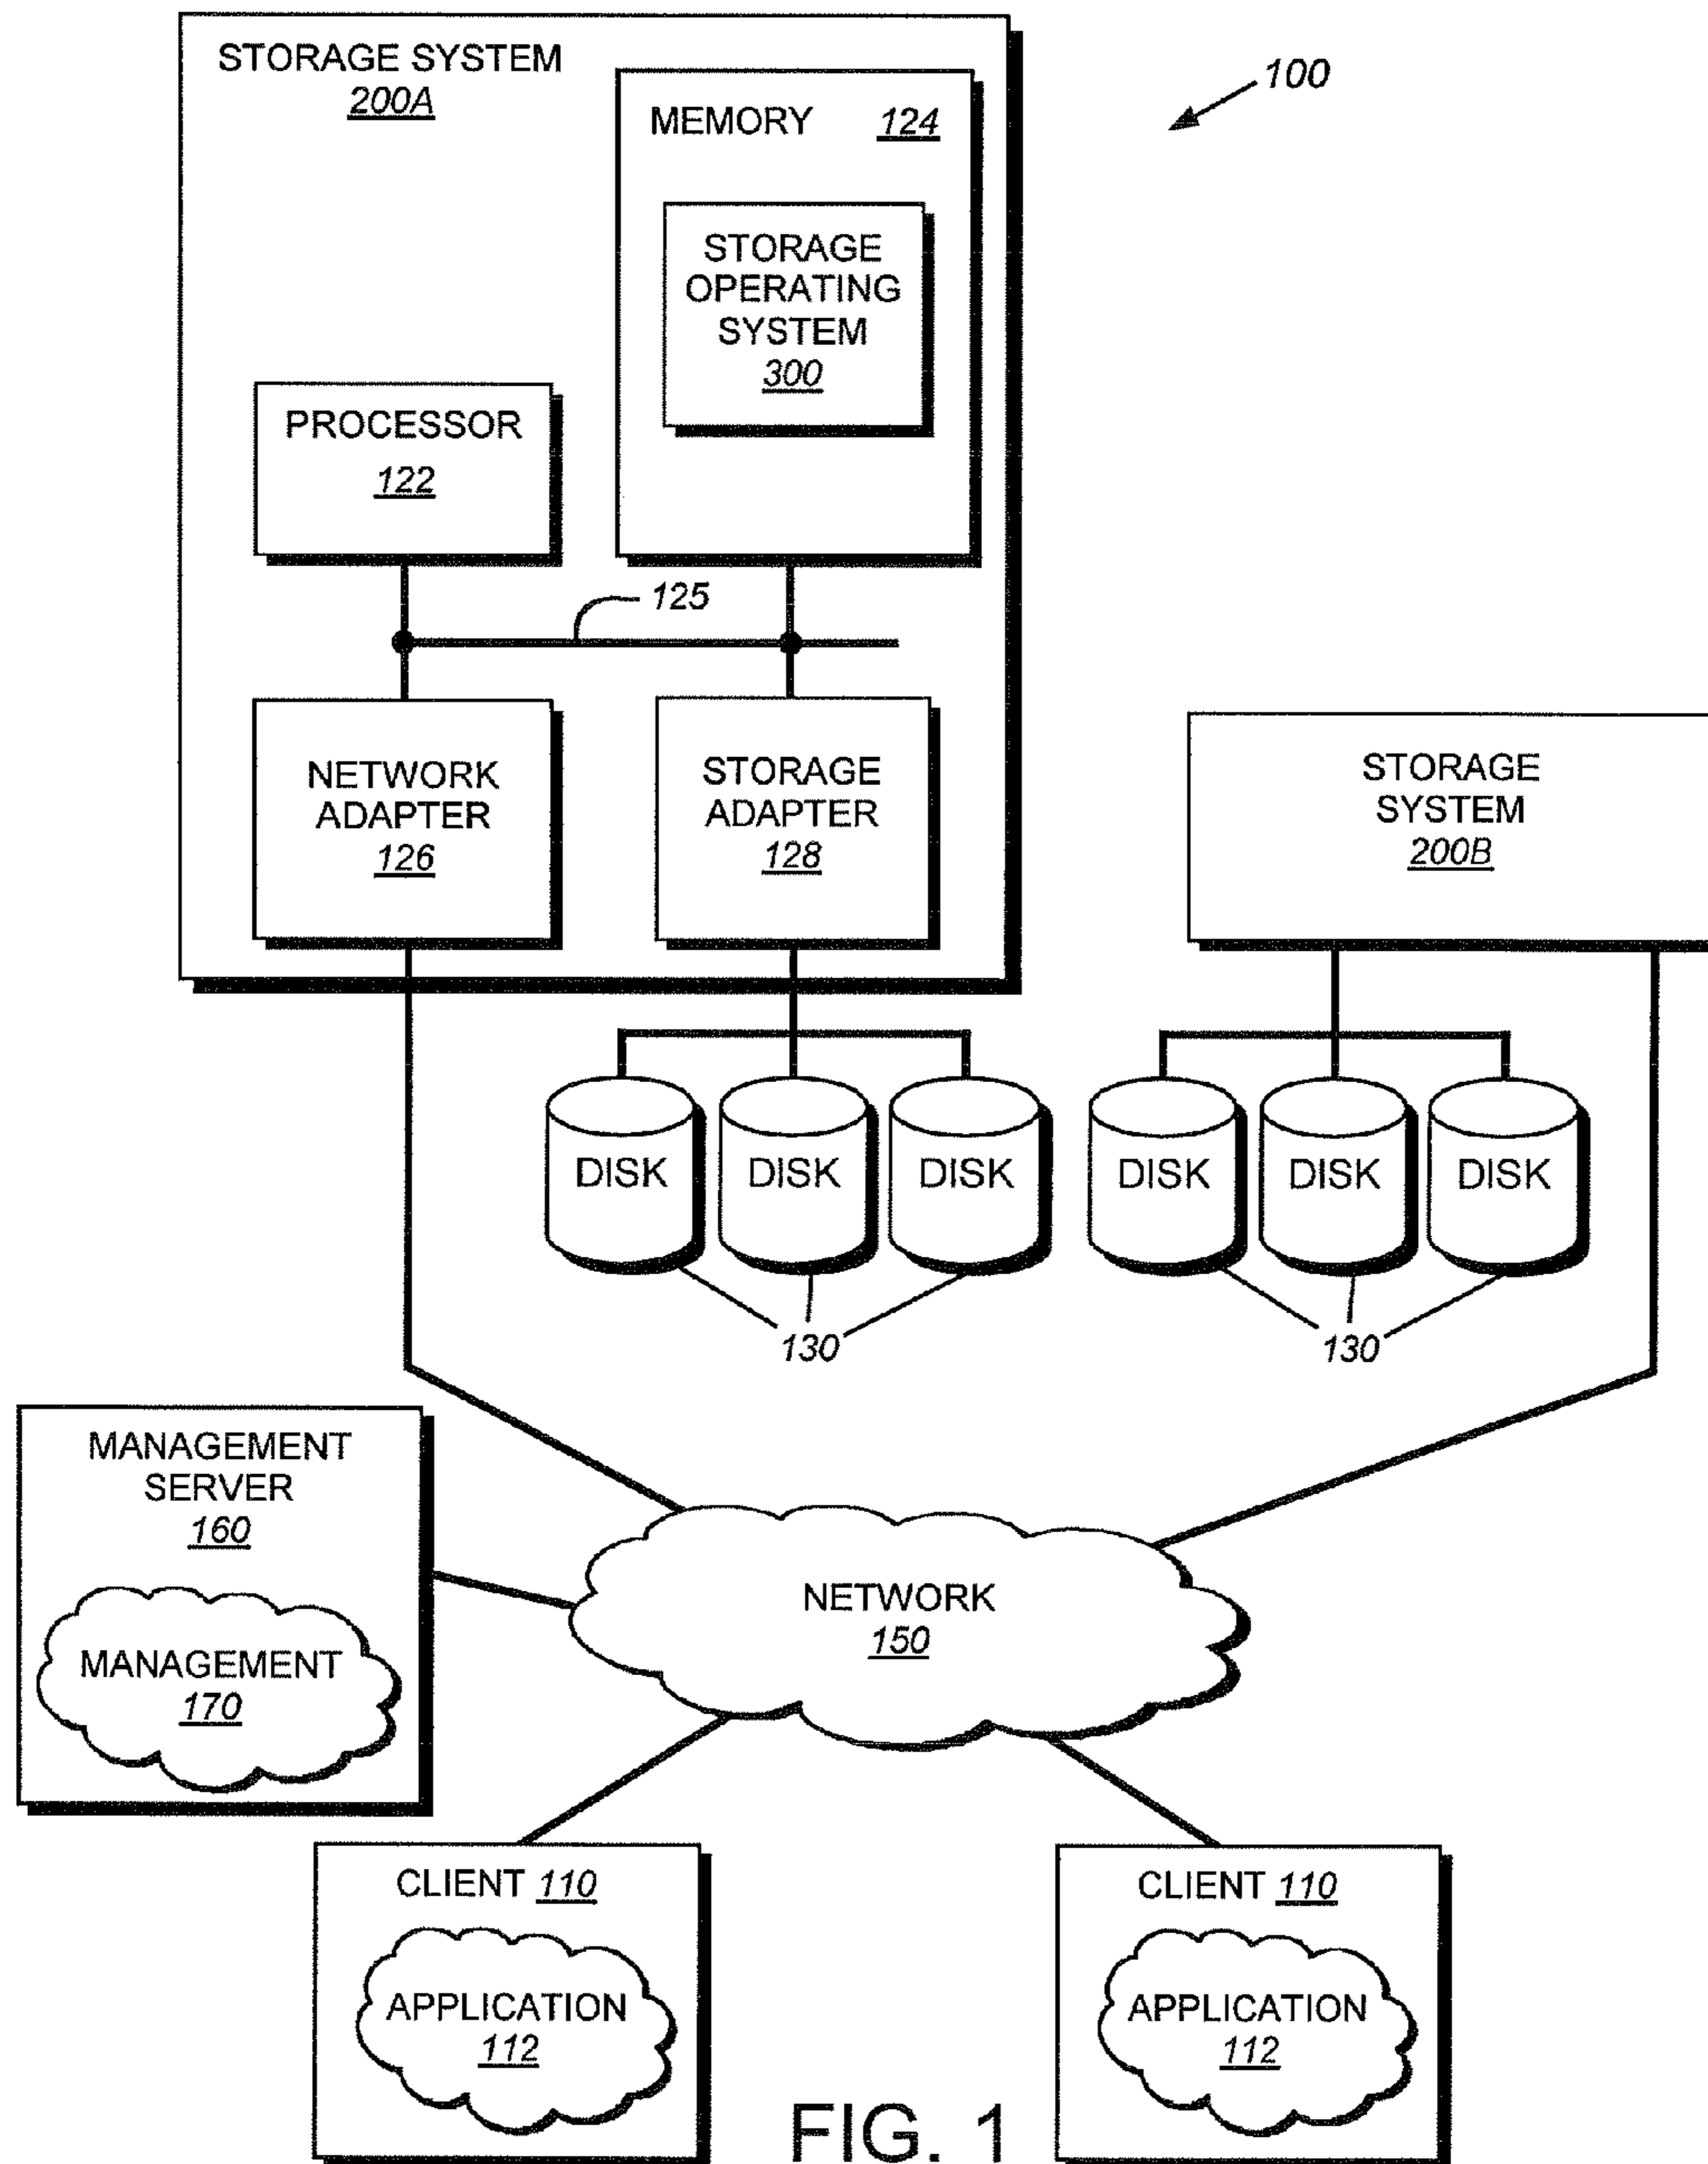 STORAGE SYSTEM
200A
100
MEMORY 124
STORAGE
OPERATING
SYSTEM
300
PROCESSOR
122
125
NETWORK
ADAPTER
126
STORAGE
ADAPTER
128
STORAGE
SYSTEM
200B
DISK DISK DISK
DISK DISK DISK
130
130
MANAGEMENT
SERVER
160
MANAGEMENT
170
NETWORK
150
CLIENT 110
APPLICATION
112
CLIENT 110
APPLICATION
112
FIG. 1